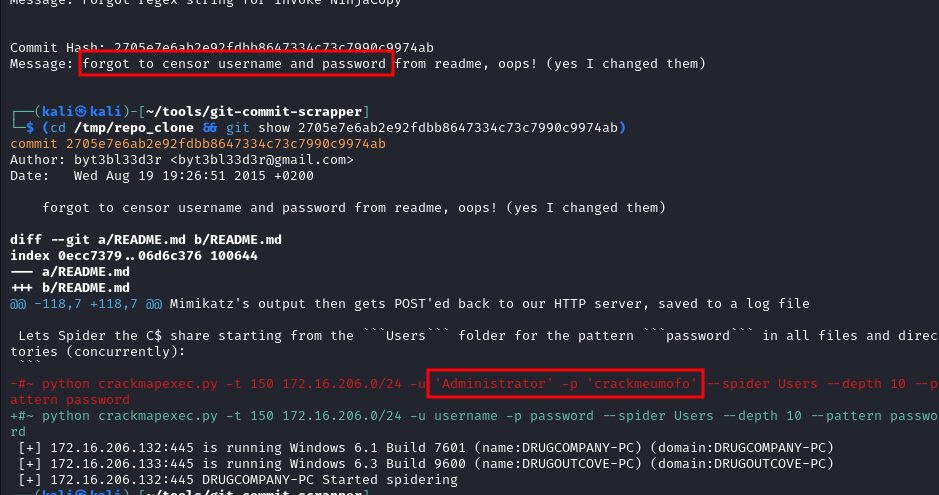 Message: Forgot regex string for Invoke NinjaCopy
Commit Hash: 2705e7e6ab2e92fdbb8647334c73c7990c9974ab
Message: forgot to censor username and password from readme, oops! (yes I changed them)
┌──(kali㉿kali)-[~/tools/git-commit-scrapper]
└─$ (cd /tmp/repo_clone && git show 2705e7e6ab2e92fdbb8647334c73c7990c9974ab)
commit 2705e7e6ab2e92fdbb8647334c73c7990c9974ab
Author: byt3bl33d3r <byt3bl33d3r@gmail.com>
Date:   Wed Aug 19 19:26:51 2015 +0200
    forgot to censor username and password from readme, oops! (yes I changed them)
diff --git a/README.md b/README.md
index 0ecc7379..06d6c376 100644
--- a/README.md
+++ b/README.md
@@ -118,7 +118,7 @@ Mimikatz's output then gets POST'ed back to our HTTP server, saved to a log file
 Lets Spider the C$ share starting from the ```Users``` folder for the pattern ```password``` in all files and direc
tories (concurrently):
 ```
-#~ python crackmapexec.py -t 150 172.16.206.0/24 -u 'Administrator' -p 'crackmeumofo' --spider Users --depth 10 --p
attern password
+#~ python crackmapexec.py -t 150 172.16.206.0/24 -u username -p password --spider Users --depth 10 --pattern passwo
rd
 [+] 172.16.206.132:445 is running Windows 6.1 Build 7601 (name:DRUGCOMPANY-PC) (domain:DRUGCOMPANY-PC)
 [+] 172.16.206.133:445 is running Windows 6.3 Build 9600 (name:DRUGOUTCOVE-PC) (domain:DRUGOUTCOVE-PC)
 [+] 172.16.206.132:445 DRUGCOMPANY-PC Started spidering
┌──(kali㉿kali)-[~/tools/git-commit-scrapper]